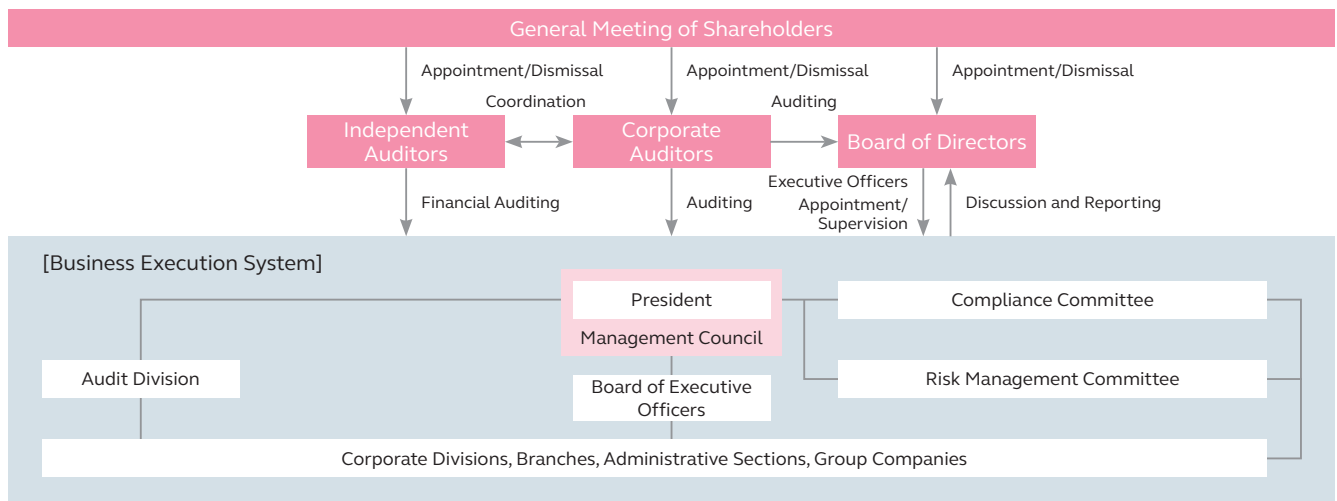 General Meeting of Shareholders
Appointment/Dismissal
Appointment/Dismissal
Appointment/Dismissal
Coordination
Auditing
Independent
Auditors
Corporate
Auditors
Board of Directors
Financial Auditing
Auditing
Executive Officers
Appointment/
Supervision
Discussion and Reporting
[Business Execution System]
President
Management Council
Compliance Committee
Audit Division
Board of Executive
Officers
Risk Management Committee
Corporate Divisions, Branches, Administrative Sections, Group Companies